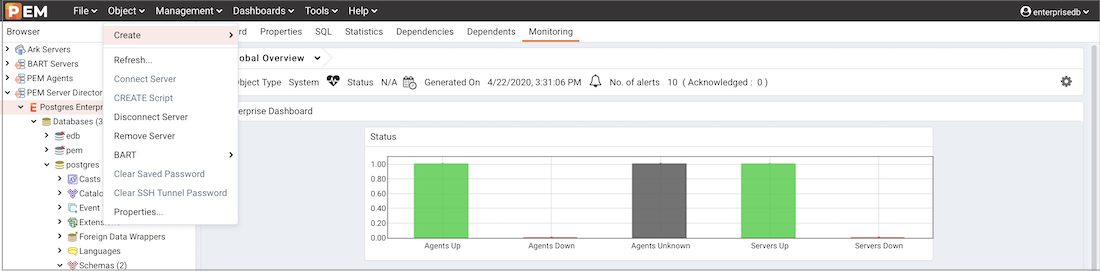 PEM File Object Management Dashboards Tools Help enterprisedb
Browser
rd Properties SQL Statistics Dependencies Dependents Monitoring
Create
Refresh...
Connect Server
CREATE Script
Disconnect Server
Remove Server
BART
Clear Saved Password
Clear SSH Tunnel Password
Properties...
Ark Servers
BART Servers
PEM Agents
PEM Server Director
Postgres Enterpr
Databases (3
edb
pem
postgres
Casts
Catalo
Event
Extens
Foreign Data Wrappers
Languages
Schemas (2)
lobal Overview
bject Type System Status N/A Generated On 4/22/2020, 3:31:06 PM No. of alerts 10 ( Acknowledged : 0 )
terprise Dashboard
Status
1.00
0.80
0.60
0.40
0.20
0.00
Agents Up Agents Down Agents Unknown Servers Up Servers Down